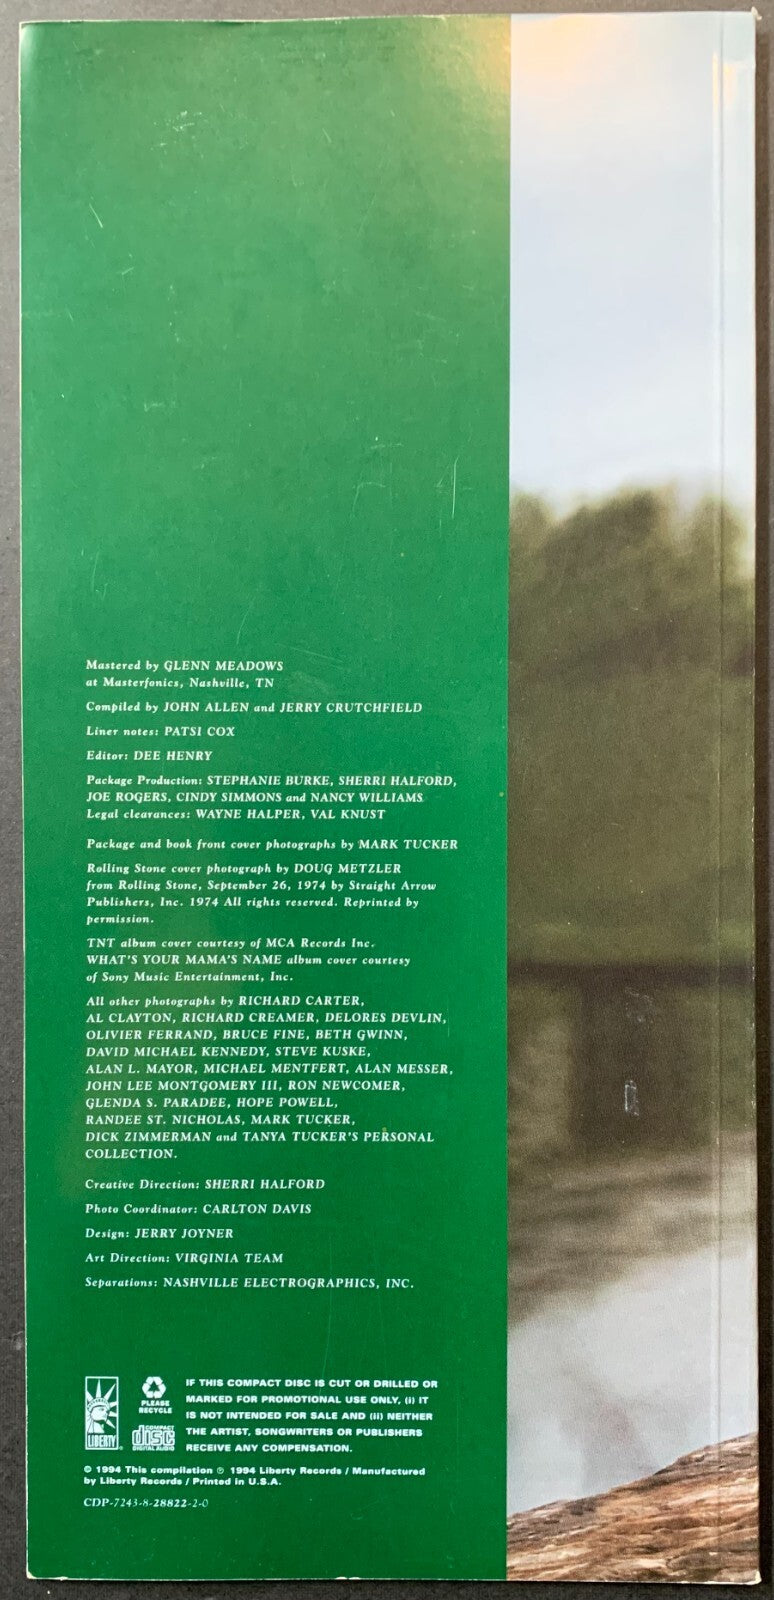 Mastered by GLENN MEADOWS
at Masterfonics, Nashville, TN
Compiled by JOHN ALLEN and JERRY CRUTCHFIELD
Liner notes: PATSI COX
Editor: DEE HENRY
Package Production: STEPHANIE BURKE, SHERRI HALFORD,
JOE ROGERS, CINDY SIMMONS and NANCY WILLIAMS
Legal clearances: WAYNE HALPER, VAL KNUST
Package and book front cover photographs by MARK TUCKER
Rolling Stone cover photograph by DOUG METZLER
from Rolling Stone, September 26, 1974 by Straight Arrow
Publishers, Inc. 1974 All rights reserved. Reprinted by
permission.
TNT album cover courtesy of MCA Records Inc.
WHAT'S YOUR MAMA'S NAME album cover courtesy
of Sony Music Entertainment, Inc.
All other photographs by RICHARD CARTER,
AL CLAYTON, RICHARD CREAMER, DELORES DEVLIN,
OLIVIER FERRAND, BRUCE FINE, BETH GWINN,
DAVID MICHAEL KENNEDY, STEVE KUSKE,
ALAN L. MAYOR, MICHAEL MENTFERT, ALAN MESSER,
JOHN LEE MONTGOMERY III, RON NEWCOMER,
GLENDA S. PARADEE, HOPE POWELL,
RANDEE ST. NICHOLAS, MARK TUCKER,
DICK ZIMMERMAN and TANYA TUCKER'S PERSONAL
COLLECTION.
Creative Direction: SHERRI HALFORD
Photo Coordinator: CARLTON DAVIS
Design: JERRY JOYNER
Art Direction: VIRGINIA TEAM
Separations: NASHVILLE ELECTROGRAPHICS, INC.
LIBERTY®
PLEASE
RECYCLE
COMPACT
disc
DIGITAL AUDIO
IF THIS COMPACT DISC IS CUT OR DRILLED OR
MARKED FOR PROMOTIONAL USE ONLY, (i) IT
IS NOT INTENDED FOR SALE AND (ii) NEITHER
THE ARTIST, SONGWRITERS OR PUBLISHERS
RECEIVE ANY COMPENSATION.
© 1994 This compilation ℗ 1994 Liberty Records / Manufactured
by Liberty Records / Printed in U.S.A.
CDP-7243-8-28822-2-0